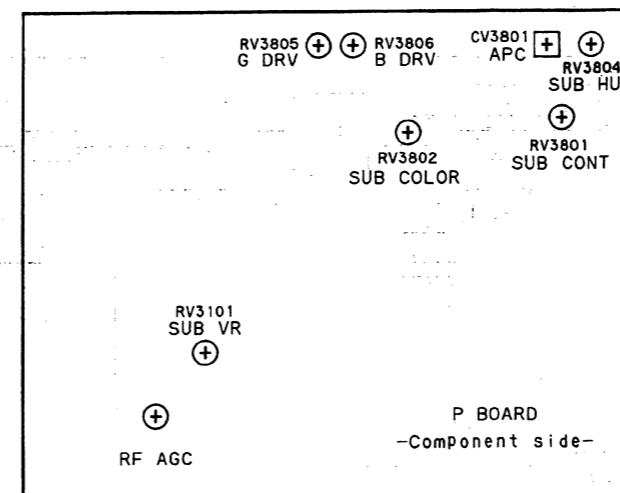 RV3805
G DRV
RV3806
B DRV
CV3801
APC
RV3804
SUB HU
RV3802
SUB COLOR
RV3801
SUB CONT
RV3101
SUB VR
RF AGC
P BOARD
-Component side-